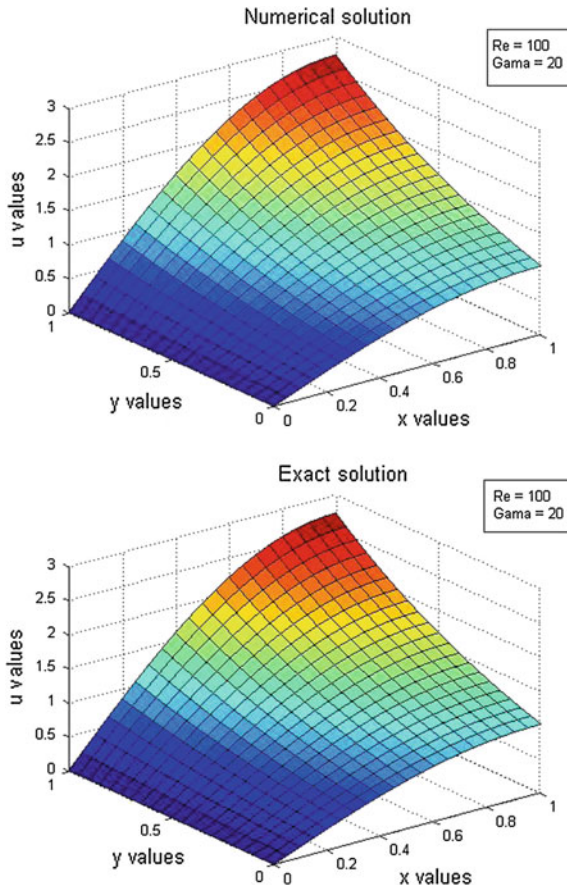 Numerical solution
Re = 100
Gama = 20
3
2.5
2
1.5
1
0.5
0
u values
1
0.5
0
y values
0
0.2
0.4
0.6
0.8
1
x values
Exact solution
Re = 100
Gama = 20
3
2.5
2
1.5
1
0.5
0
u values
1
0.5
0
y values
0
0.2
0.4
0.6
0.8
1
x values